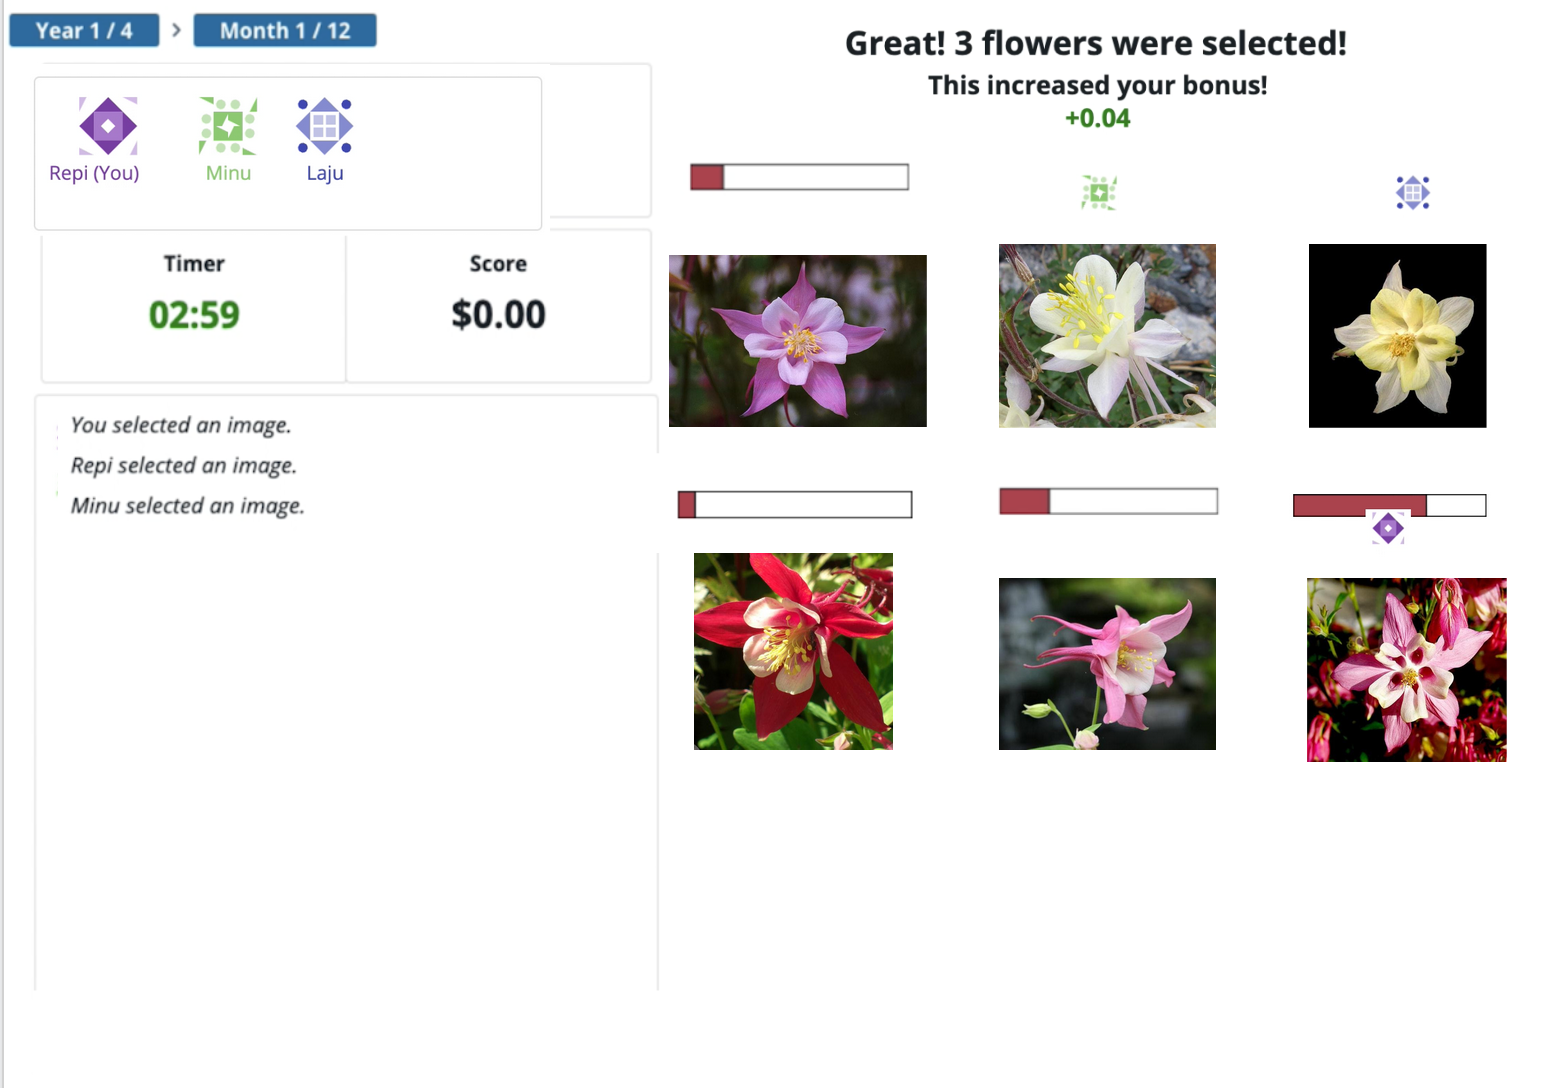 Year 1 / 4 > Month 1 / 12
Repi (You) Minu Laju
Timer Score
02:59 $0.00
You selected an image.
Repi selected an image.
Minu selected an image.
Great! 3 flowers were selected!
This increased your bonus!
+0.04